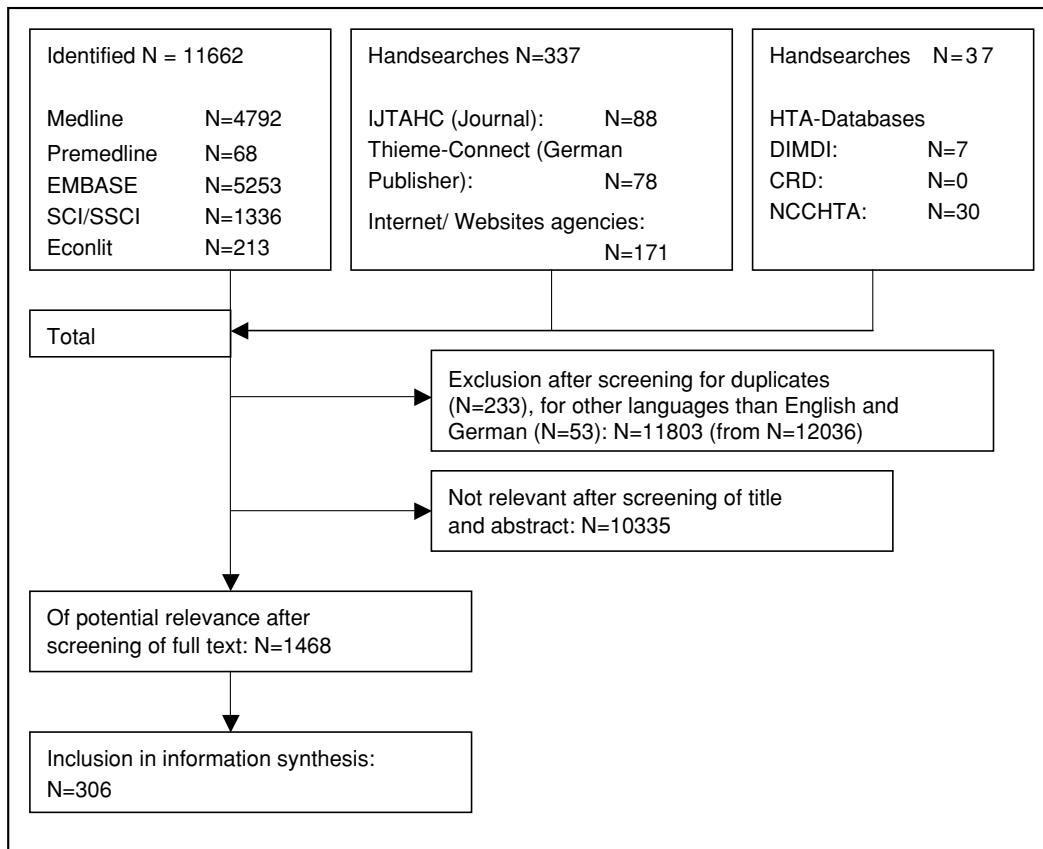 Identified N = 11662
Medline N=4792
Premedline N=68
EMBASE N=5253
SCI/SSCI N=1336
Econlit N=213
Handsearches N=337
IJTAHC (Journal): N=88
Thieme-Connect (German
Publisher): N=78
Internet/ Websites agencies:
N=171
Handsearches N=37
HTA-Databases
DIMDI: N=7
CRD: N=0
NCCHTA: N=30
Total
Exclusion after screening for duplicates
(N=233), for other languages than English and
German (N=53): N=11803 (from N=12036)
Not relevant after screening of title
and abstract: N=10335
Of potential relevance after
screening of full text: N=1468
Inclusion in information synthesis:
N=306